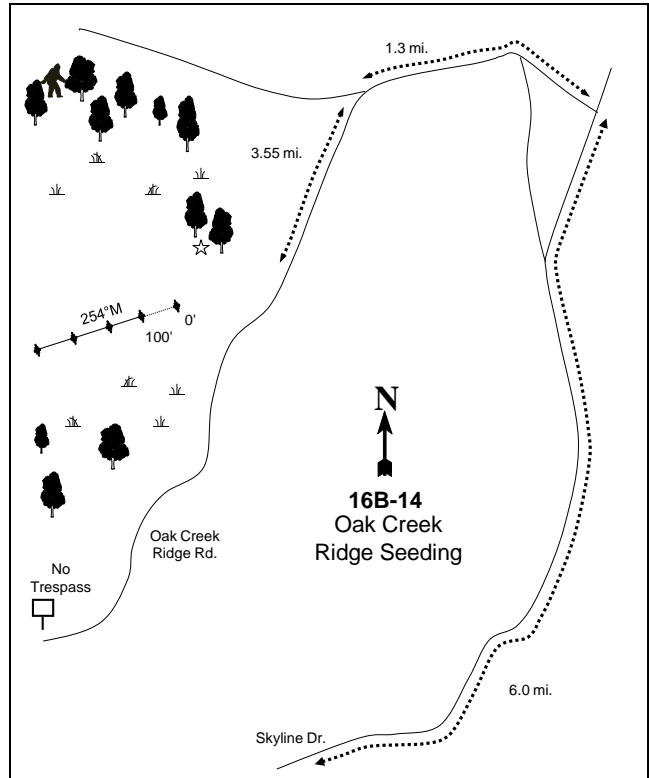 1.3 mi.
3.55 mi.
254°M
0'
100'
N
16B-14
Oak Creek
Ridge Seeding
Oak Creek
Ridge Rd.
No
Trespass
6.0 mi.
Skyline Dr.